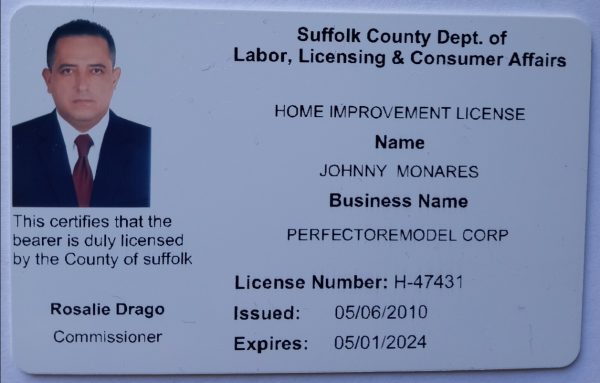 Suffolk County Dept. of
Labor, Licensing & Consumer Affairs
HOME IMPROVEMENT LICENSE
Name
JOHNNY MONARES
Business Name
PERFECTOREMODEL CORP
This certifies that the
bearer is duly licensed
by the County of suffolk
Rosalie Drago
Commissioner
License Number: H-47431
Issued: 05/06/2010
Expires: 05/01/2024